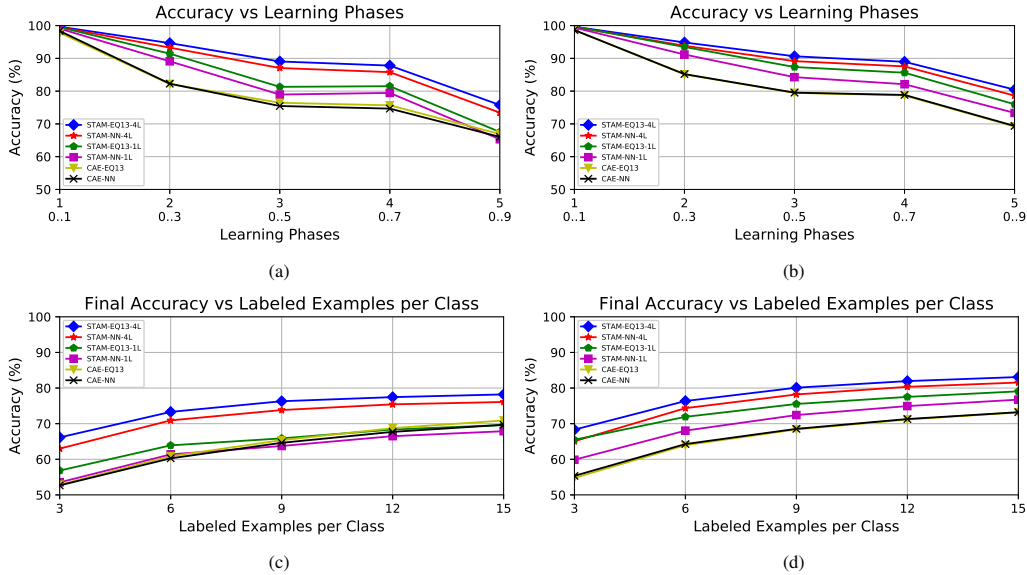 Accuracy vs Learning Phases
Accuracy (%)
100
90
80
70
60
50
STAM-EQ13-4L
STAM-NN-4L
STAM-EQ13-1L
STAM-NN-1L
CAE-EQ13
CAE-NN
1 2 3 4 5
0..1 0..3 0..5 0..7 0..9
Learning Phases
(a)
Accuracy vs Learning Phases
Accuracy (%)
100
90
80
70
60
50
STAM-EQ13-4L
STAM-NN-4L
STAM-EQ13-1L
STAM-NN-1L
CAE-EQ13
CAE-NN
1 2 3 4 5
0..1 0..3 0..5 0..7 0..9
Learning Phases
(b)
Final Accuracy vs Labeled Examples per Class
Accuracy (%)
100
90
80
70
60
50
STAM-EQ13-4L
STAM-NN-4L
STAM-EQ13-1L
STAM-NN-1L
CAE-EQ13
CAE-NN
3 6 9 12 15
Labeled Examples per Class
(c)
Final Accuracy vs Labeled Examples per Class
Accuracy (%)
100
90
80
70
60
50
STAM-EQ13-4L
STAM-NN-4L
STAM-EQ13-1L
STAM-NN-1L
CAE-EQ13
CAE-NN
3 6 9 12 15
Labeled Examples per Class
(d)